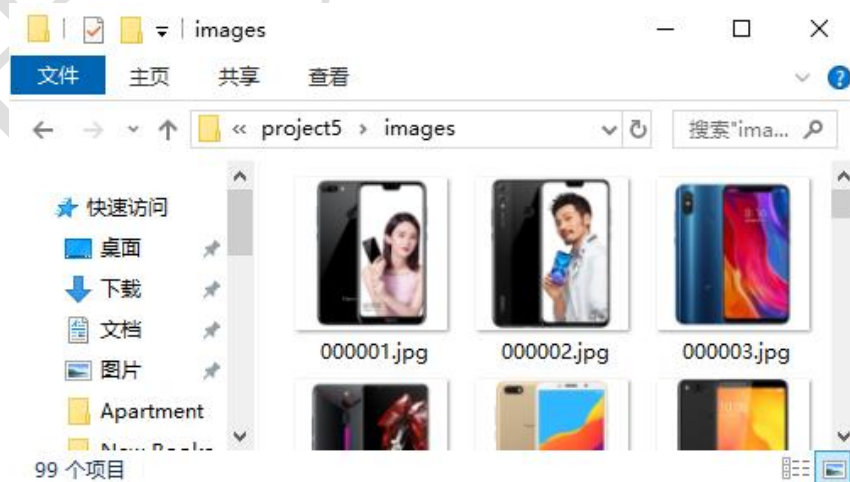 images
文件 主页 共享 查看
« project5 › images 搜索"ima...
快速访问
桌面
下载
文档
图片
Apartment
000001.jpg 000002.jpg 000003.jpg
99 个项目